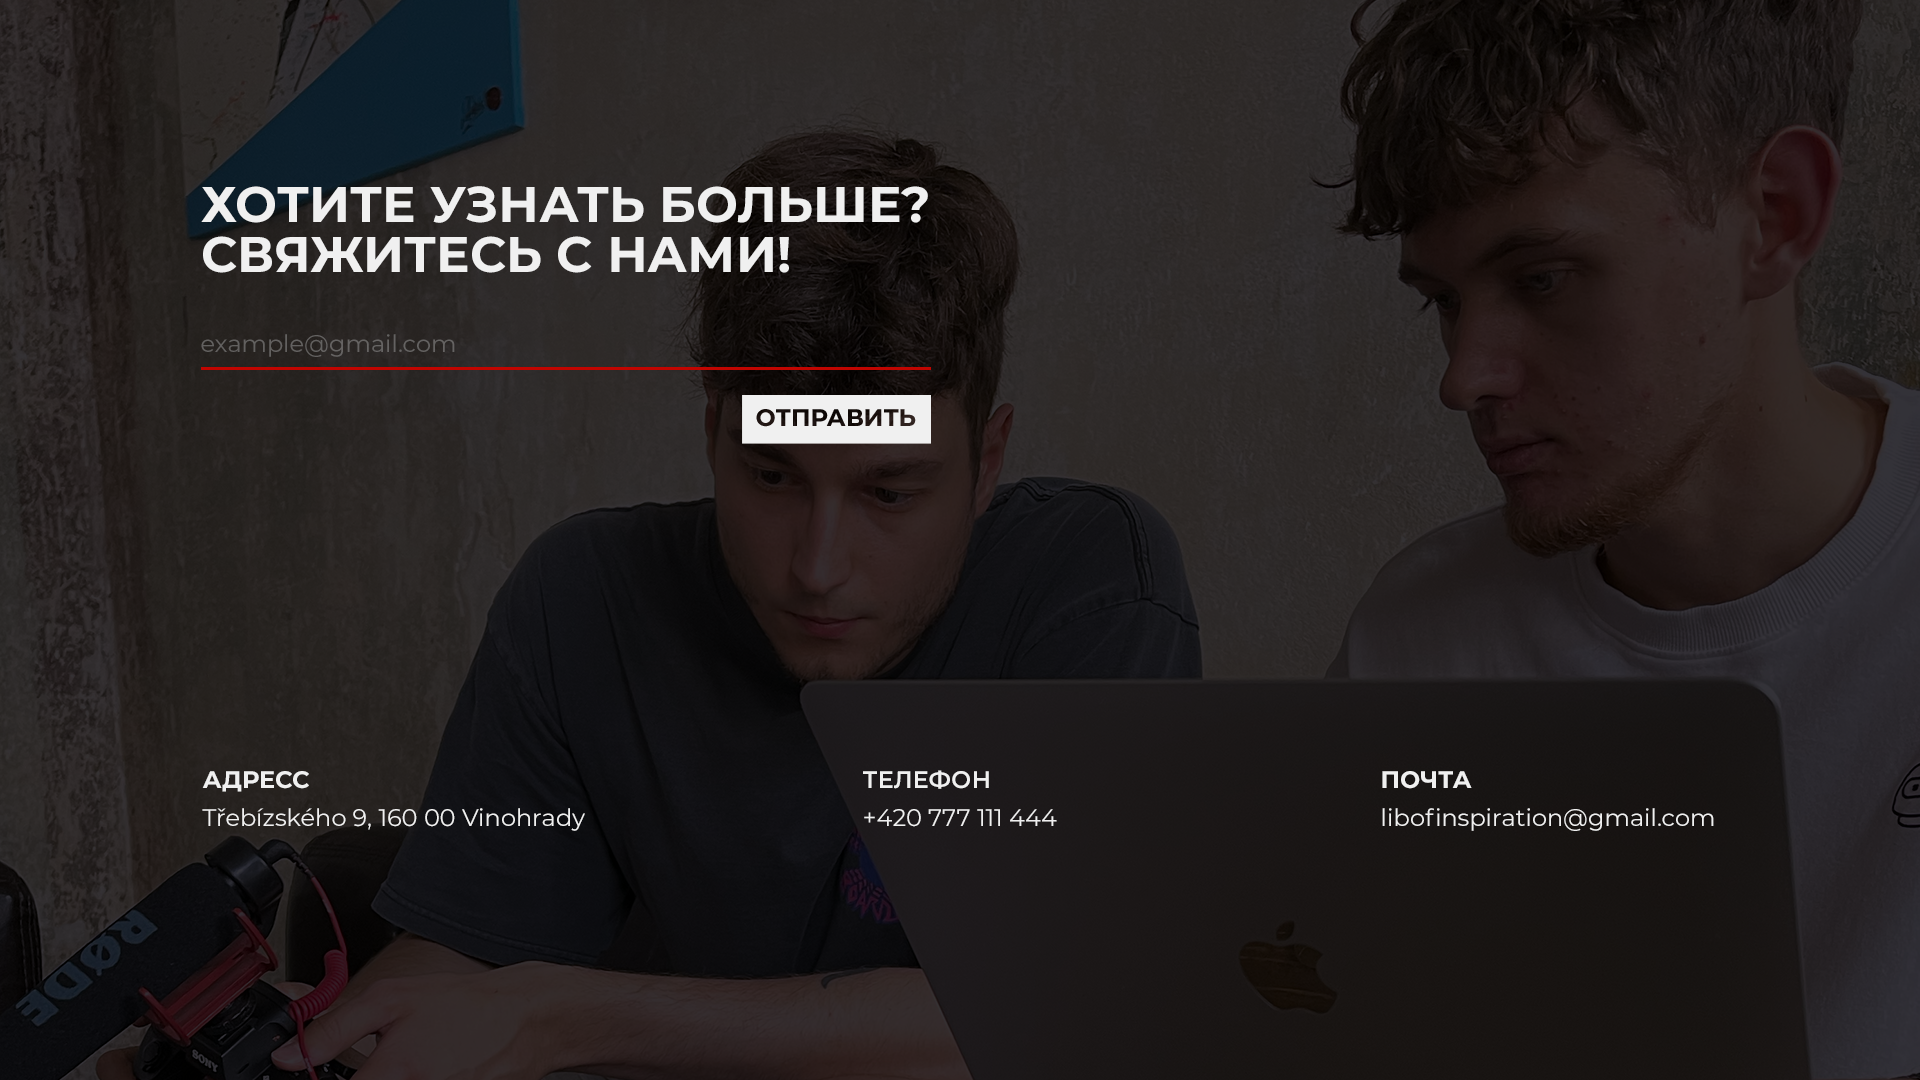 ХОТИТЕ УЗНАТЬ БОЛЬШЕ?
СВЯЖИТЕСЬ С НАМИ!
example@gmail.com
ОТПРАВИТЬ
АДРЕСС
Třebízského 9, 160 00 Vinohrady
ТЕЛЕФОН
+420 777 111 444
ПОЧТА
libofinspiration@gmail.com
RØDE
SONY